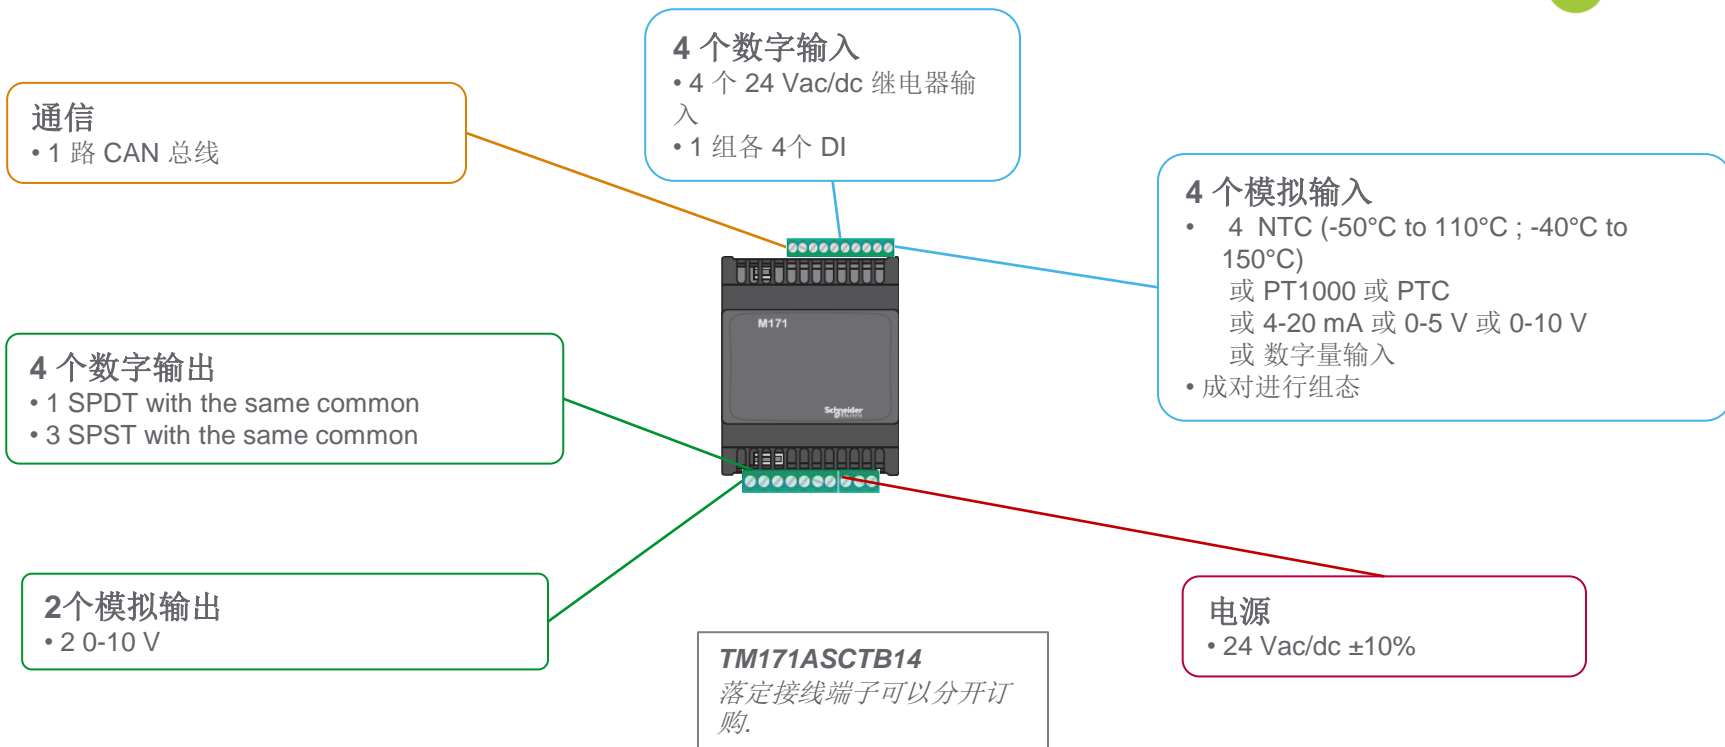 4 个数字输入
• 4 个 24 Vac/dc 继电器输
入
• 1 组各 4个 DI
通信
• 1 路 CAN 总线
4 个模拟输入
• 4 NTC (-50°C to 110°C ; -40°C to
150°C)
或 PT1000 或 PTC
或 4-20 mA 或 0-5 V 或 0-10 V
或 数字量输入
• 成对进行组态
M171
Schneider
Electric
4 个数字输出
• 1 SPDT with the same common
• 3 SPST with the same common
2个模拟输出
• 2 0-10 V
电源
• 24 Vac/dc ±10%
TM171ASCTB14
落定接线端子可以分开订
购.